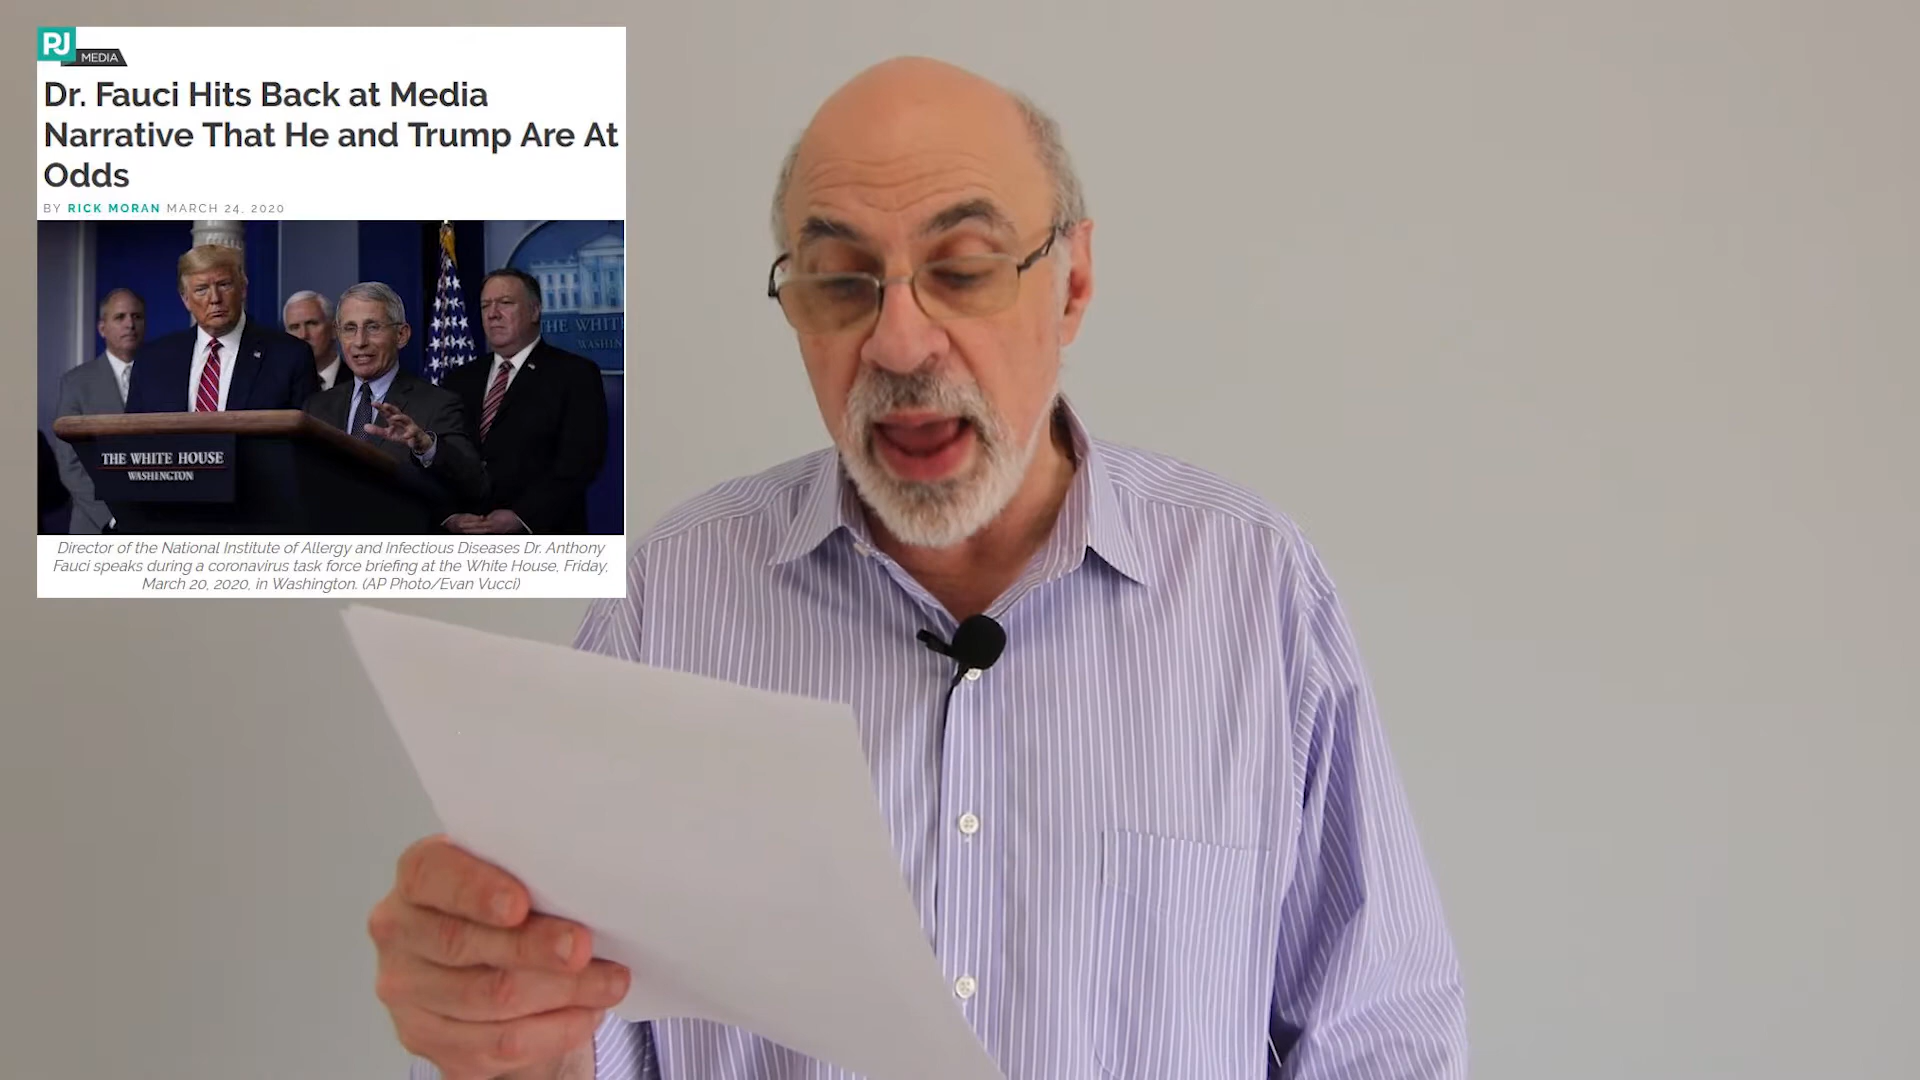 PJ
MEDIA
Dr. Fauci Hits Back at Media
Narrative That He and Trump Are At
Odds
BY RICK MORAN MARCH 24, 2020
THE WHITE
WASHIN
THE WHITE HOUSE
WASHINGTON
Director of the National Institute of Allergy and Infectious Diseases Dr. Anthony
Fauci speaks during a coronavirus task force briefing at the White House, Friday,
March 20, 2020, in Washington. (AP Photo/Evan Vucci)